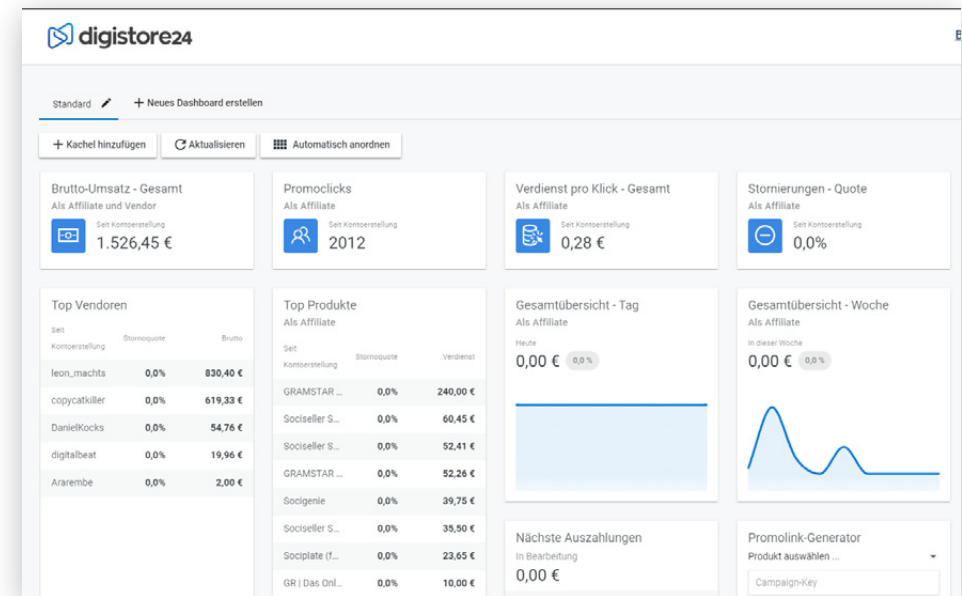 digistore24
B
Standard
+ Neues Dashboard erstellen
+ Kachel hinzufügen
Aktualisieren
Automatisch anordnen
Brutto-Umsatz - Gesamt
Als Affiliate und Vendor
Seit Kontoerstellung
1.526,45 €
Promoclicks
Als Affiliate
Seit Kontoerstellung
2012
Verdienst pro Klick - Gesamt
Als Affiliate
Seit Kontoerstellung
0,28 €
Stornierungen - Quote
Als Affiliate
Seit Kontoerstellung
0,0%
Top Vendoren
Seit
Kontoerstellung Stornoquote Brutto
leon_machts 0,0% 830,40 €
copycatkiller 0,0% 619,33 €
DanielKocks 0,0% 54,76 €
digitalbeat 0,0% 19,96 €
Ararembe 0,0% 2,00 €
Top Produkte
Als Affiliate
Seit
Kontoerstellung Stornoquote Verdienst
GRAMSTAR ... 0,0% 240,00 €
Sociseller S... 0,0% 60,45 €
Sociseller S... 0,0% 52,41 €
GRAMSTAR ... 0,0% 52,26 €
Socigenie 0,0% 39,75 €
Sociseller S... 0,0% 35,50 €
Sociplate (f... 0,0% 23,65 €
GR | Das Onl... 0,0% 10,00 €
Gesamtübersicht - Tag
Als Affiliate
Heute
0,00 € 0,0 %
Gesamtübersicht - Woche
Als Affiliate
In dieser Woche
0,00 € 0,0 %
Nächste Auszahlungen
In Bearbeitung
0,00 €
Promolink-Generator
Produkt auswählen ...
Campaign-Key